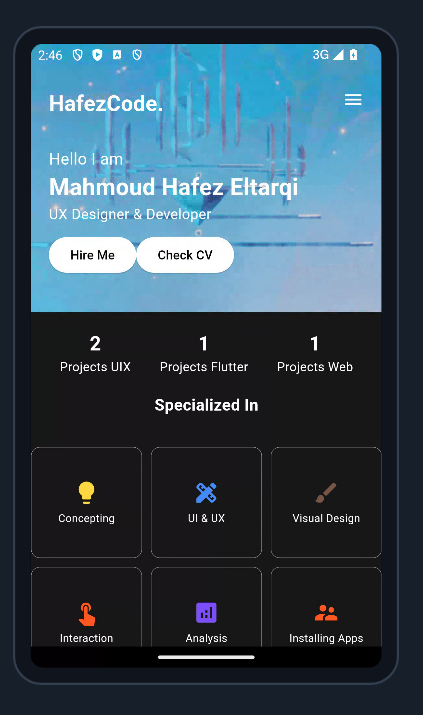 2:46 3G
HafezCode.
Hello I am
Mahmoud Hafez Eltarqi
UX Designer & Developer
Hire Me Check CV
2 1 1
Projects UIX Projects Flutter Projects Web
Specialized In
Concepting UI & UX Visual Design
Interaction Analysis Installing Apps